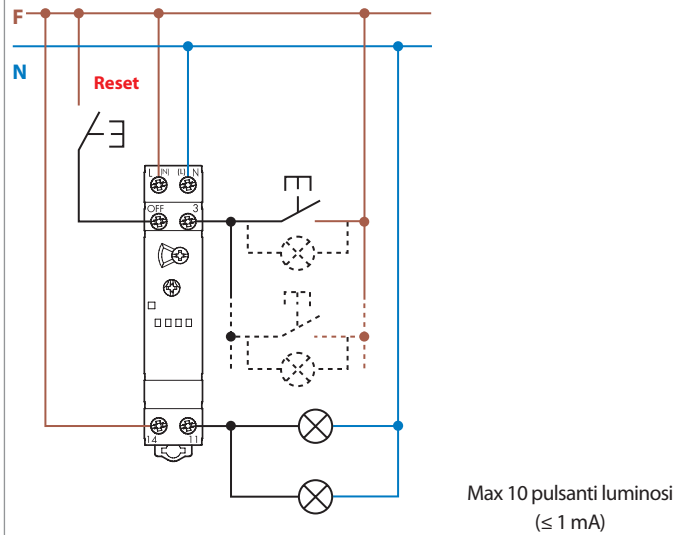 F
N
Reset
L (N) (L) N
OFF 3
14 11
Max 10 pulsanti luminosi
(≤ 1 mA)